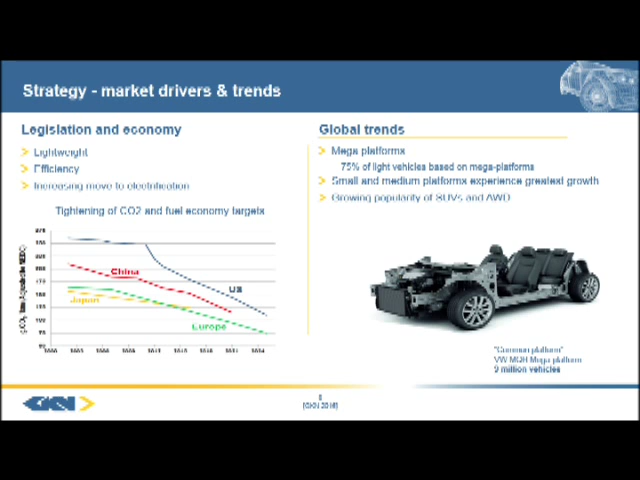 Strategy - market drivers & trends
Legislation and economy
Lightweight
Efficiency
Increasing move to electrification
Tightening of CO2 and fuel economy targets
China
US
Japan
Europe
Global trends
Mega platforms
75% of light vehicles based on mega-platforms
Small and medium platforms experience greatest growth
Growing popularity of SUVs and AWD
"Common platform"
VW MQB Mega platform
9 million vehicles
GKN